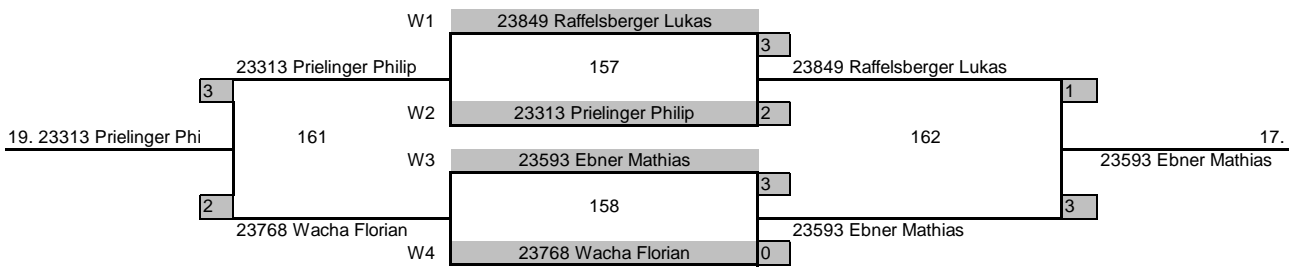 W1 23849 Raffelsberger Lukas
3
23313 Prielinger Philip 157 23849 Raffelsberger Lukas
3 1
W2 23313 Prielinger Philip 2
19. 23313 Prielinger Phi 161 162 17.
W3 23593 Ebner Mathias 23593 Ebner Mathias
3
2 158 3
23768 Wacha Florian 23593 Ebner Mathias
W4 23768 Wacha Florian 0